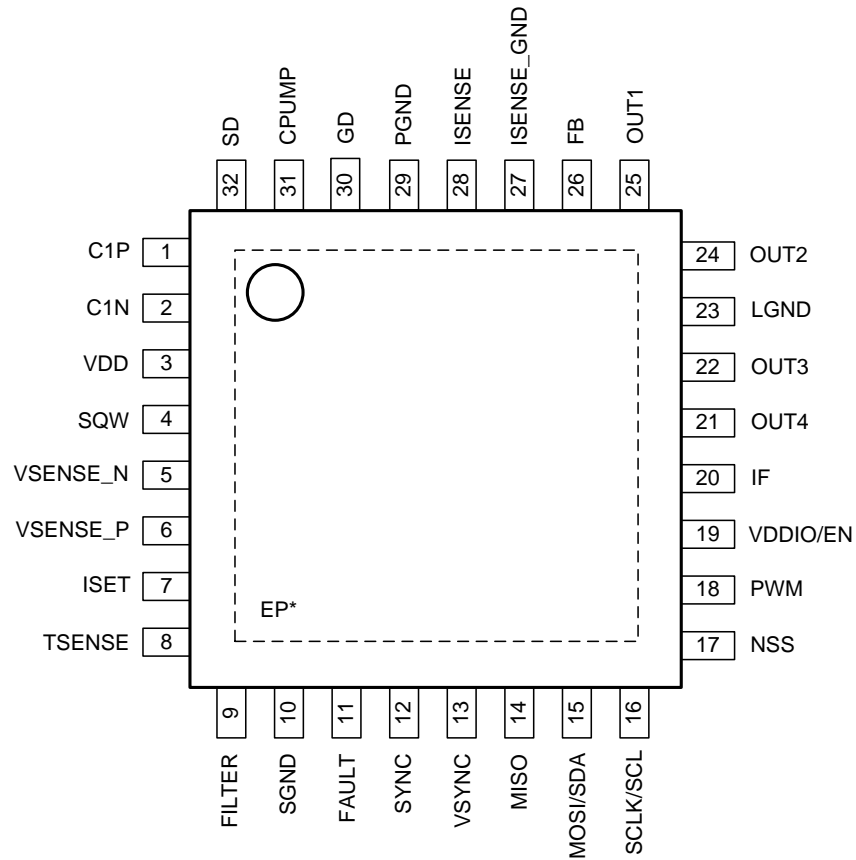 SD
CPUMP
GD
PGND
ISENSE
ISENSE_GND
FB
OUT1
32
31
30
29
28
27
26
25
C1P 1
C1N 2
VDD 3
SQW 4
VSENSE_N 5
VSENSE_P 6
ISET 7
TSENSE 8
24 OUT2
23 LGND
22 OUT3
21 OUT4
20 IF
19 VDDIO/EN
18 PWM
17 NSS
EP*
9
10
11
12
13
14
15
16
FILTER
SGND
FAULT
SYNC
VSYNC
MISO
MOSI/SDA
SCLK/SCL